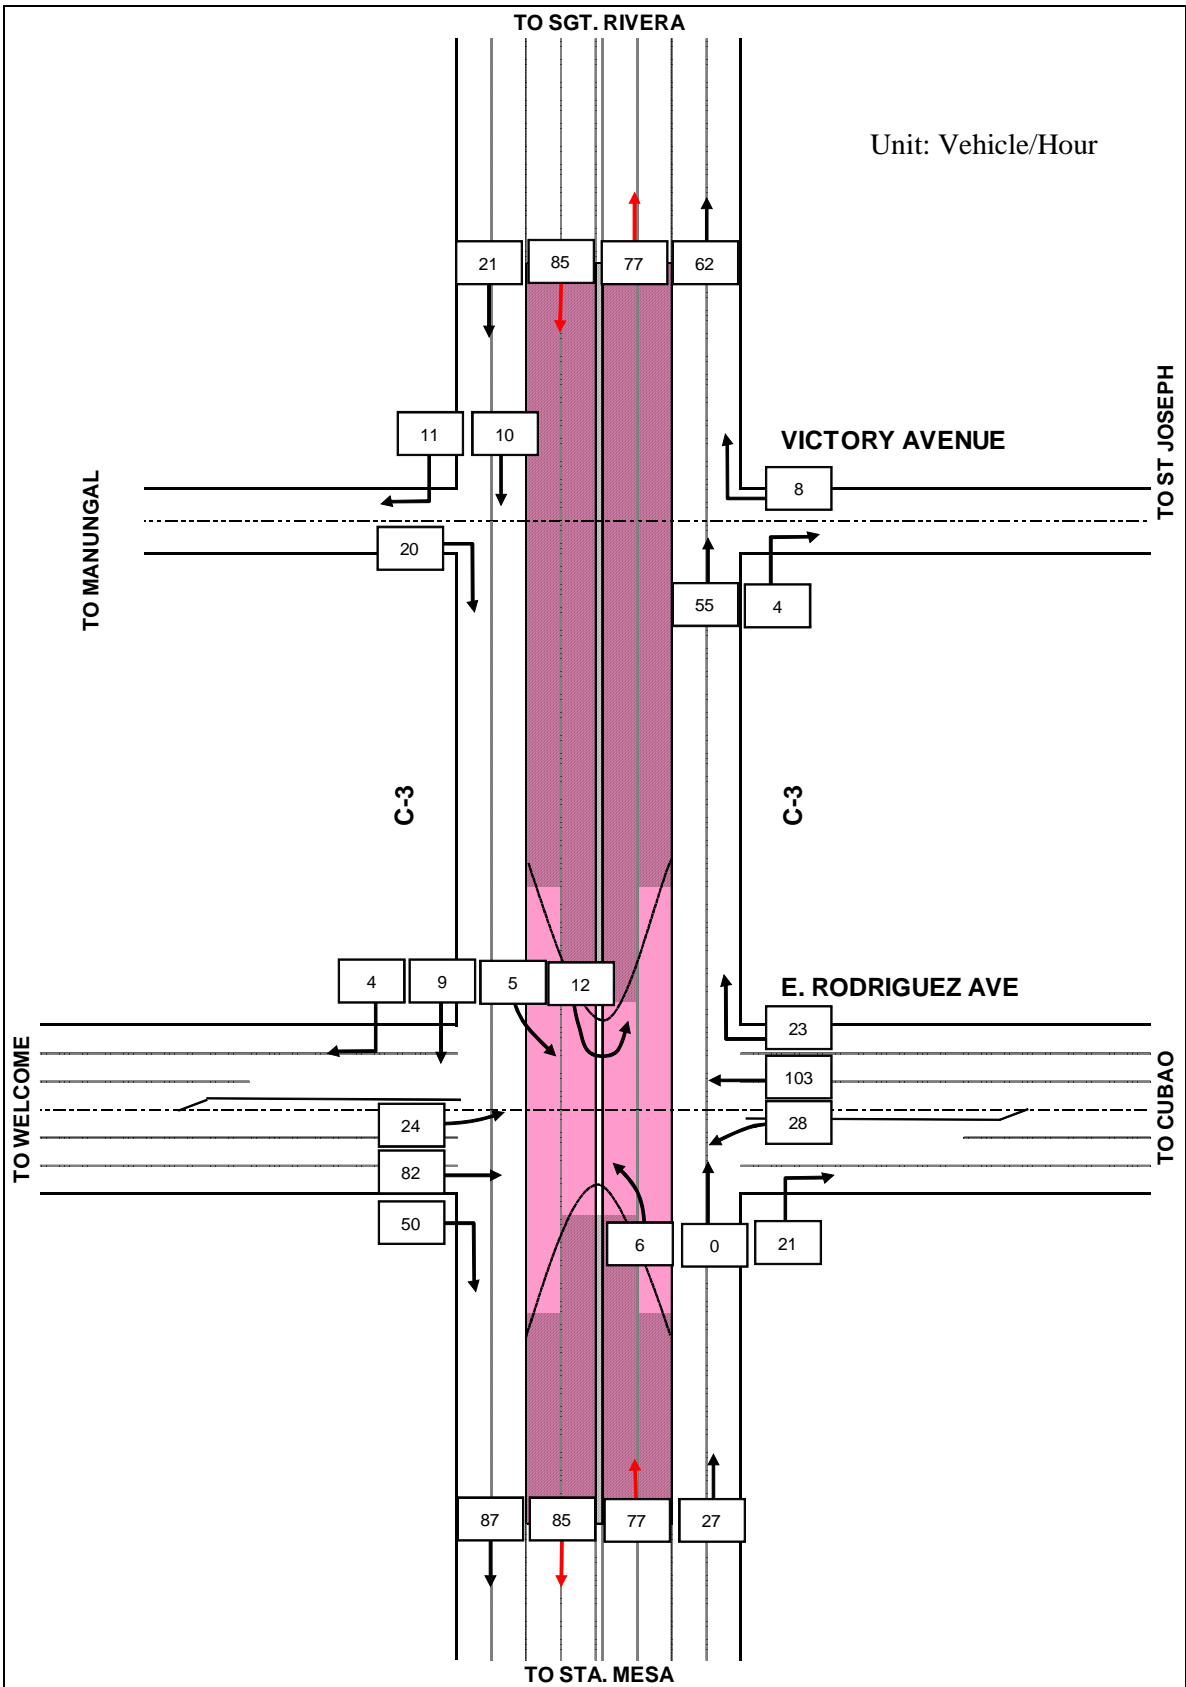 TO SGT. RIVERA
Unit: Vehicle/Hour
21 85 77 62
11 10
VICTORY AVENUE
8
TO ST JOSEPH
TO MANUNGAL
20
55 4
C-3
C-3
4 9 5 12
E. RODRIGUEZ AVE
23
103
28
TO WELCOME
TO CUBAO
24
82
50
6 0 21
87 85 77 27
TO STA. MESA